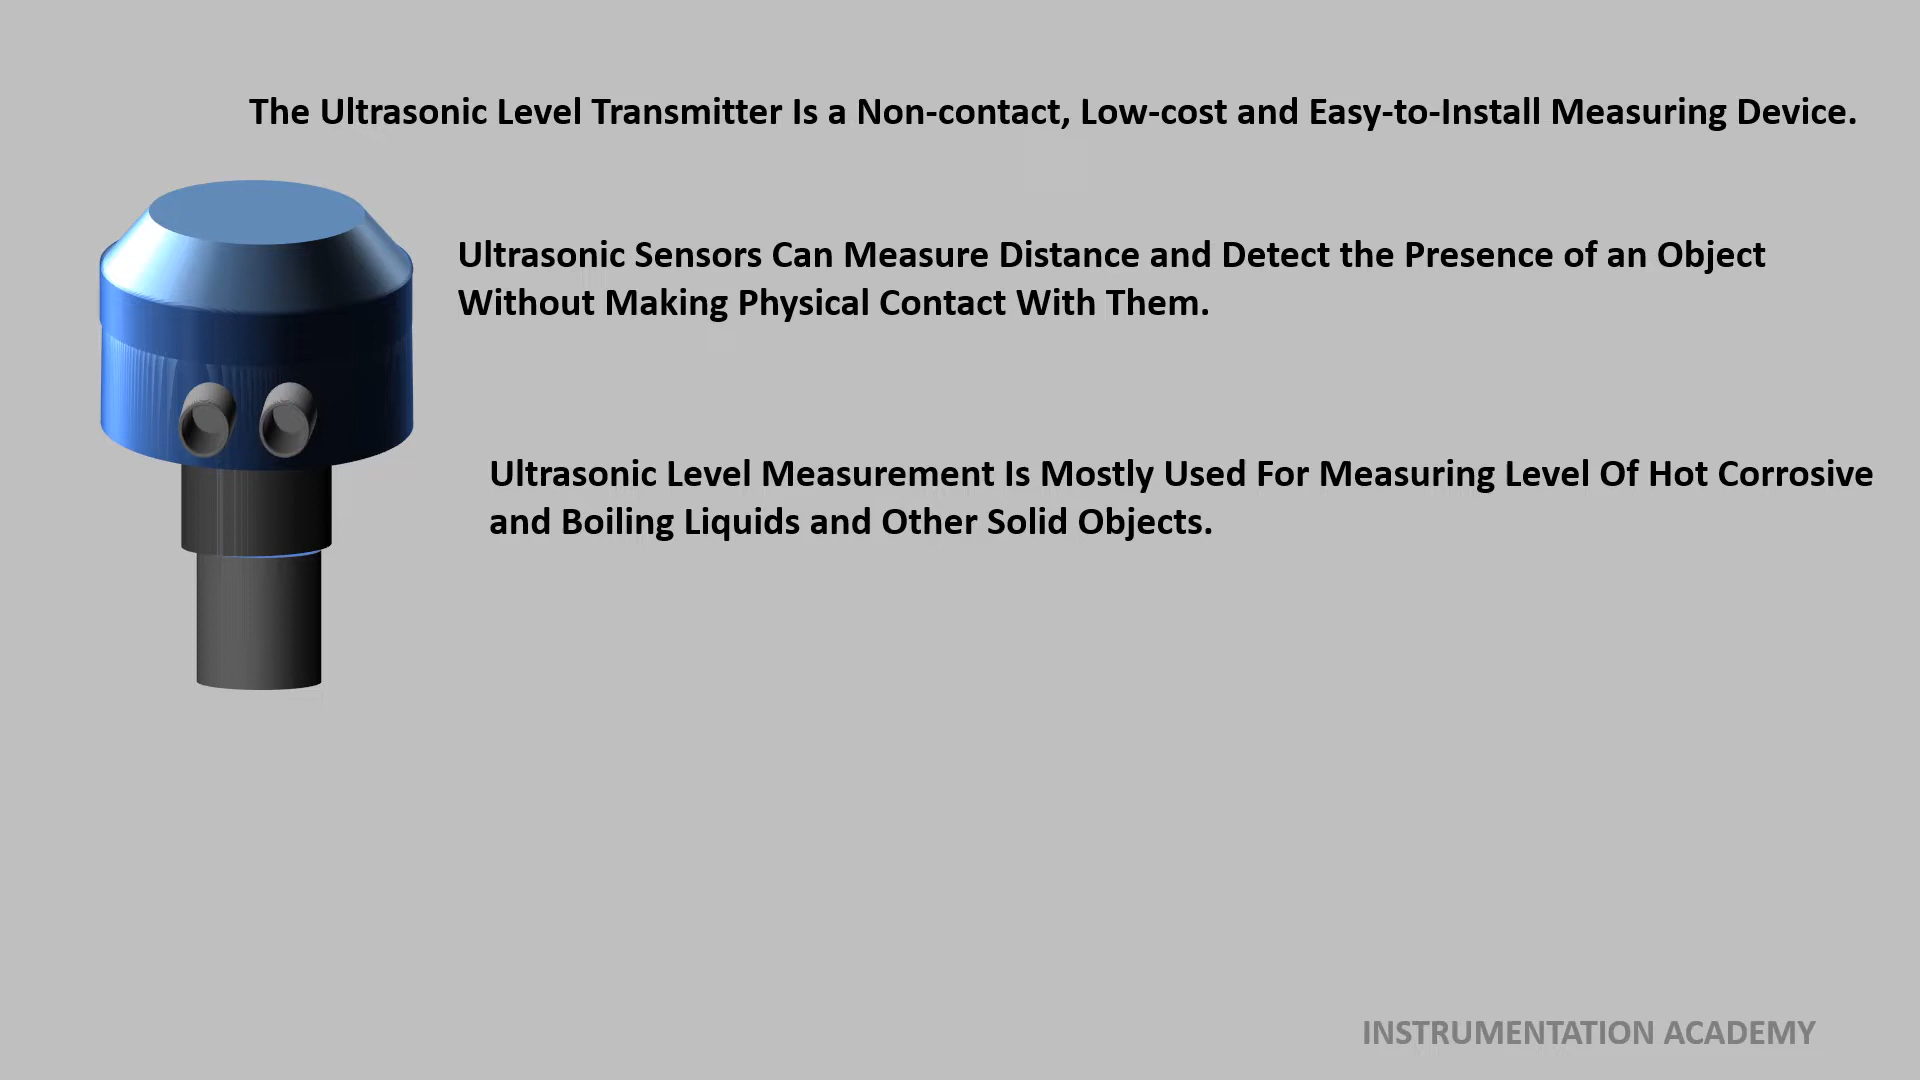 The Ultrasonic Level Transmitter Is a Non-contact, Low-cost and Easy-to-Install Measuring Device.
Ultrasonic Sensors Can Measure Distance and Detect the Presence of an Object
Without Making Physical Contact With Them.
Ultrasonic Level Measurement Is Mostly Used For Measuring Level Of Hot Corrosive
and Boiling Liquids and Other Solid Objects.
INSTRUMENTATION ACADEMY